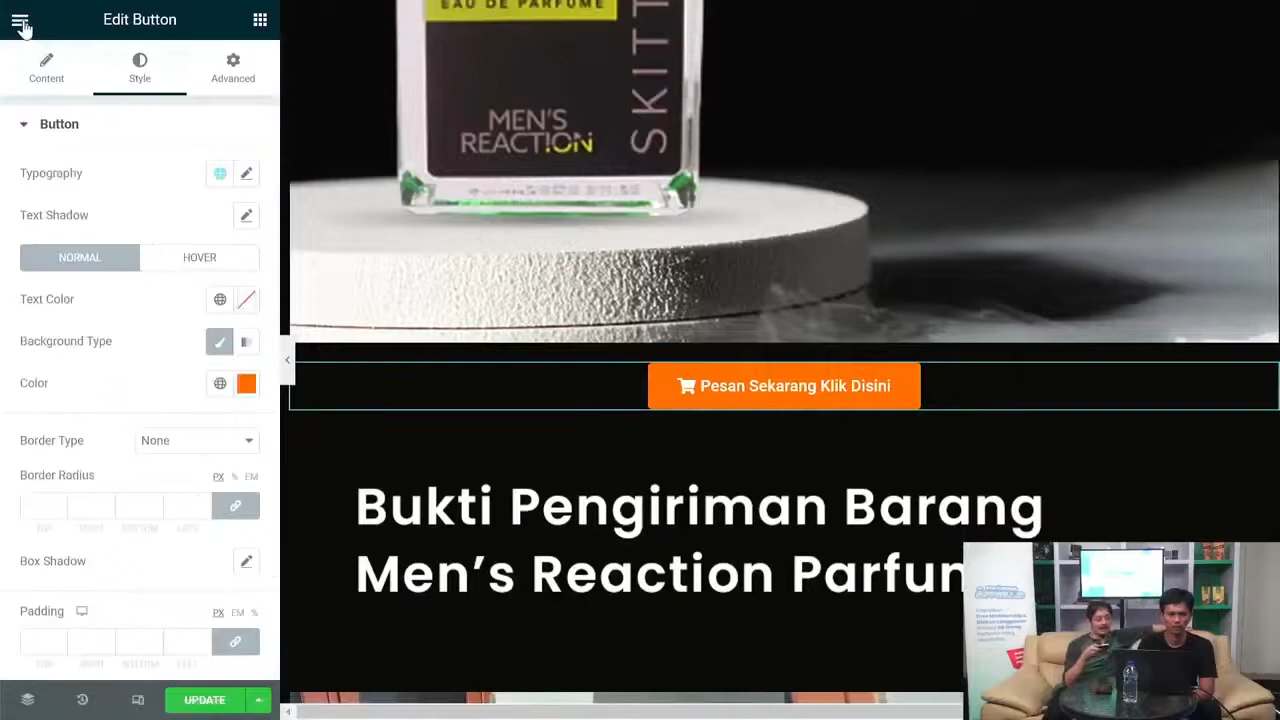 Edit Button
Content
Style
Advanced
Button
Typography
Text Shadow
NORMAL
HOVER
Text Color
Background Type
Color
Border Type
None
Border Radius
PX
%
EM
Box Shadow
Padding
PX
EM
%
UPDATE
EAU DE PARFUME
SKITT
MEN'S
REACTION
Pesan Sekarang Klik Disini
Bukti Pengiriman Barang
Men’s Reaction Parfum